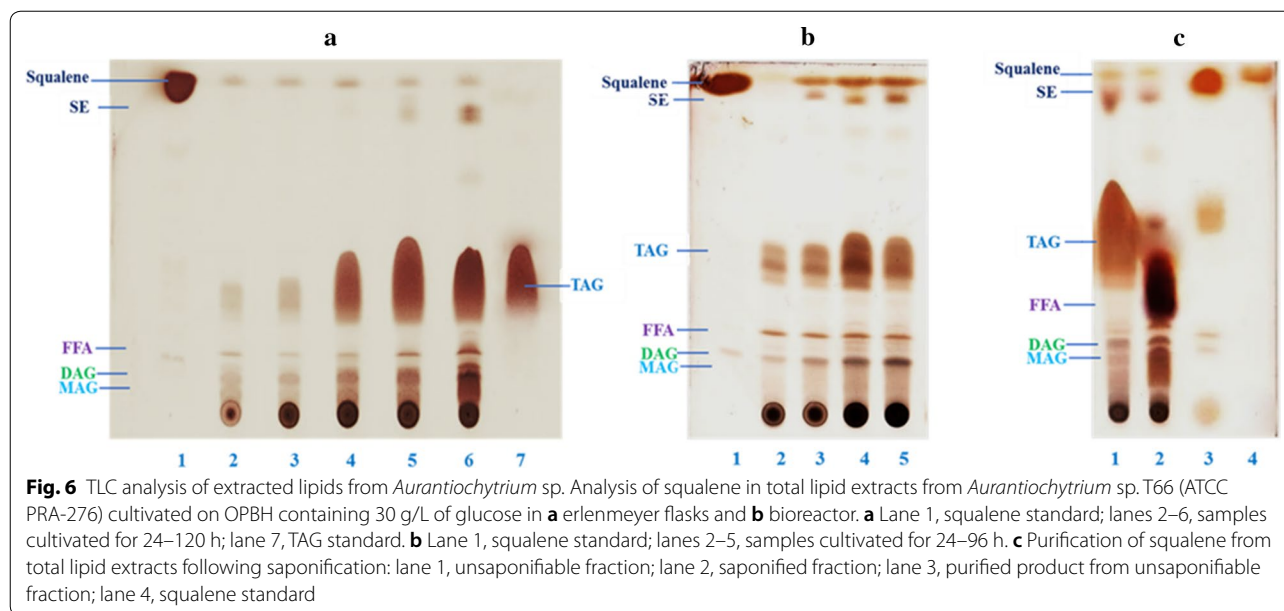 a
b
c
Squalene
SE
TAG
FFA
DAG
MAG
1 2 3 4 5 6 7
Squalene
SE
TAG
FFA
DAG
MAG
1 2 3 4 5
Squalene
SE
TAG
FFA
DAG
MAG
1 2 3 4
Fig. 6 TLC analysis of extracted lipids from Aurantiochytrium sp. Analysis of squalene in total lipid extracts from Aurantiochytrium sp. T66 (ATCC
PRA-276) cultivated on OPBH containing 30 g/L of glucose in a erlenmeyer flasks and b bioreactor. a Lane 1, squalene standard; lanes 2–6, samples
cultivated for 24–120 h; lane 7, TAG standard. b Lane 1, squalene standard; lanes 2–5, samples cultivated for 24–96 h. c Purification of squalene from
total lipid extracts following saponification: lane 1, unsaponifiable fraction; lane 2, saponified fraction; lane 3, purified product from unsaponifiable
fraction; lane 4, squalene standard